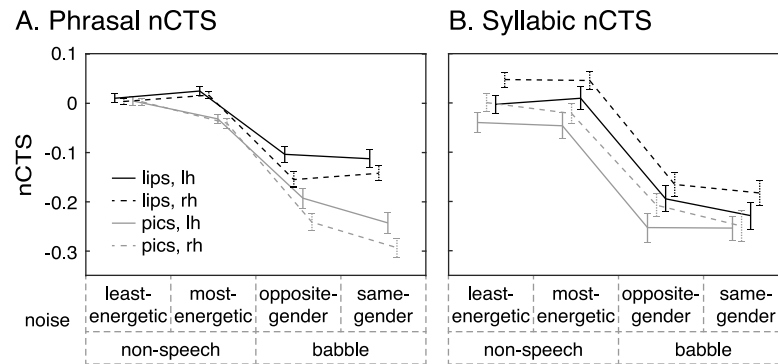 A. Phrasal nCTS
B. Syllabic nCTS
nCTS
0.1
0
-0.1
-0.2
-0.3
lips, lh
lips, rh
pics, lh
pics, rh
noise
least-
energetic
most-
energetic
opposite-
gender
same-
gender
non-speech
babble
least-
energetic
most-
energetic
opposite-
gender
same-
gender
non-speech
babble